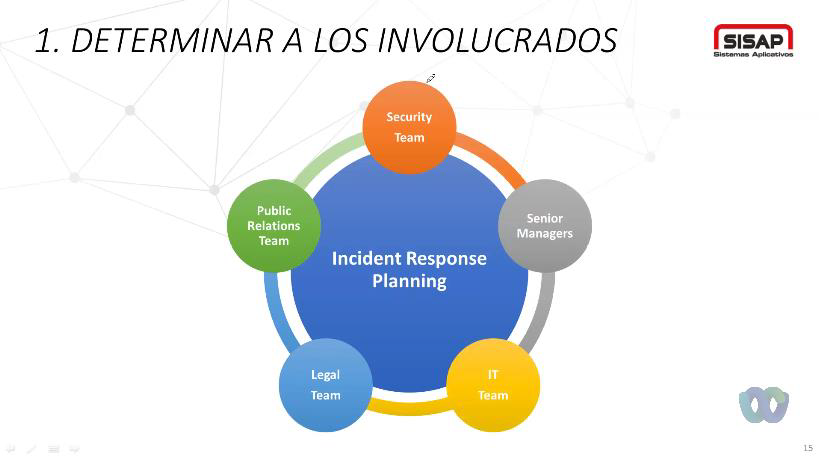 1. DETERMINAR A LOS INVOLUCRADOS
SISAP
Sistemas Aplicativos
Security
Team
Public
Relations
Team
Senior
Managers
Incident Response
Planning
Legal
Team
IT
Team
15